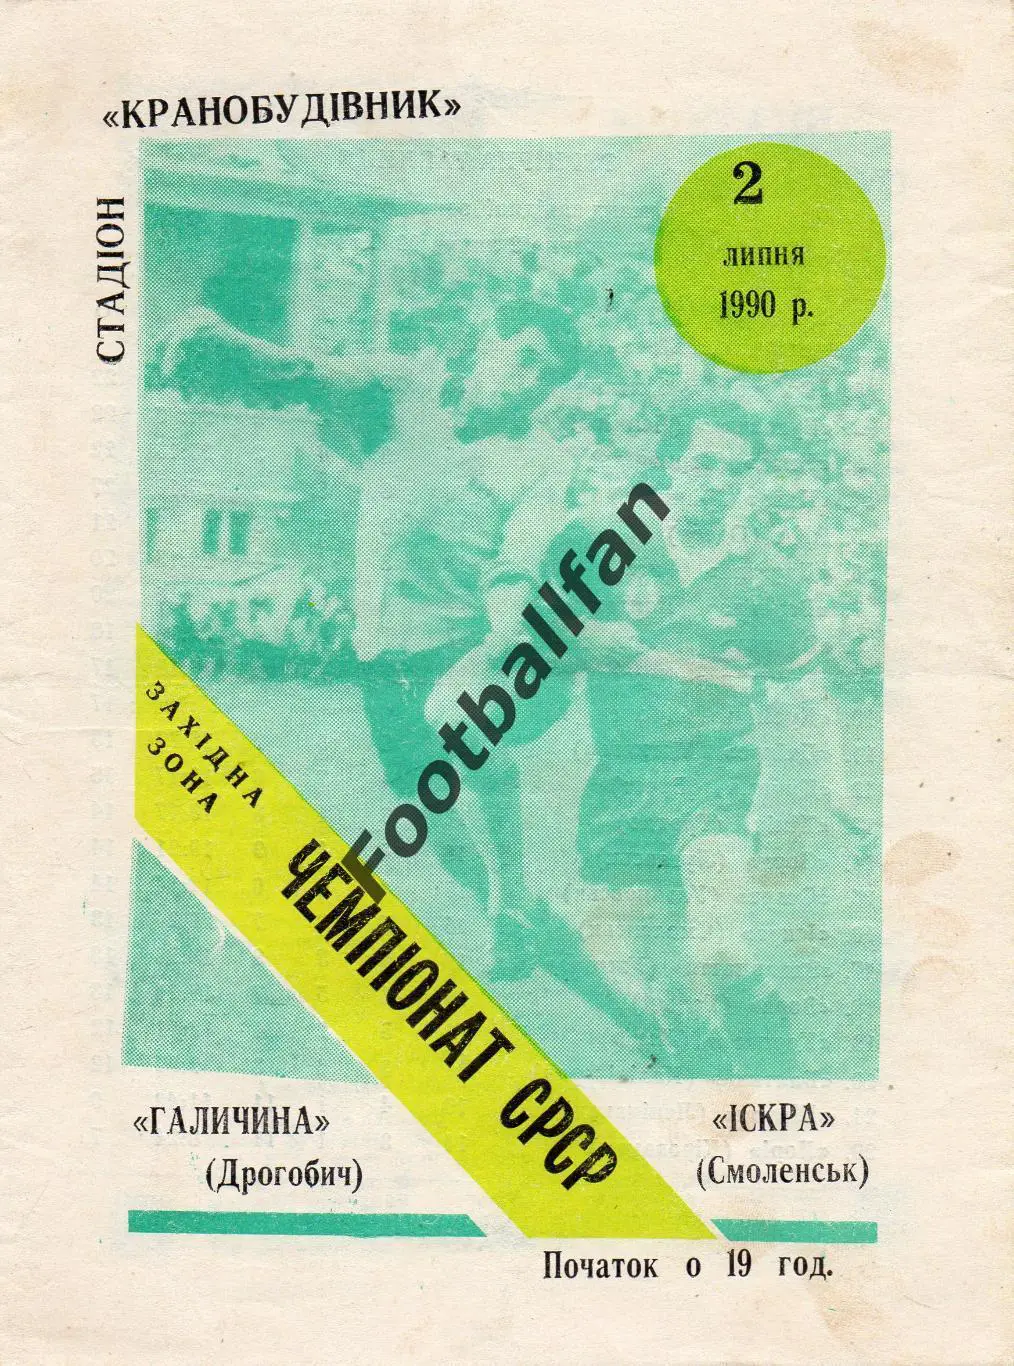 «КРАНОБУДІВНИК»
СТАДІОН
2
липня
1990 р.
Footballfan
ЗАХІДНА
ЗОНА
ЧЕМПІОНАТ СРСР
«ГАЛИЧИНА»
(Дрогобич)
«ІСКРА»
(Смоленськ)
Початок о 19 год.